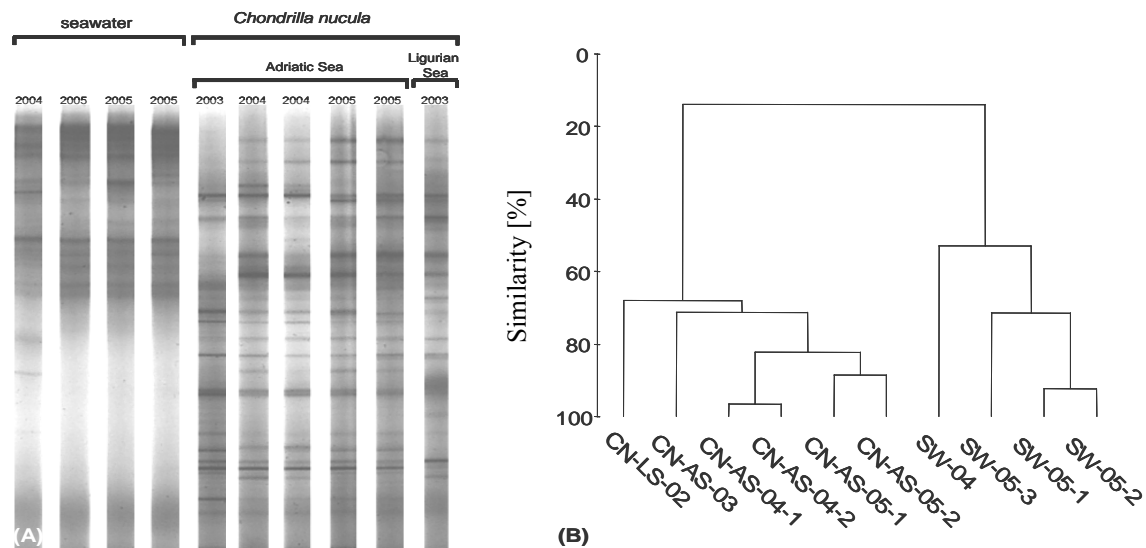 seawater
Chondrilla nucula
Adriatic Sea
Ligurian
Sea
2004 2005 2005 2005 2003 2004 2004 2005 2005 2003
(A)
Similarity [%]
0
20
40
60
80
100
CN-LS-02
CN-AS-03
CN-AS-04-1
CN-AS-04-2
CN-AS-05-1
CN-AS-05-2
SW-04
SW-05-3
SW-05-1
SW-05-2
(B)